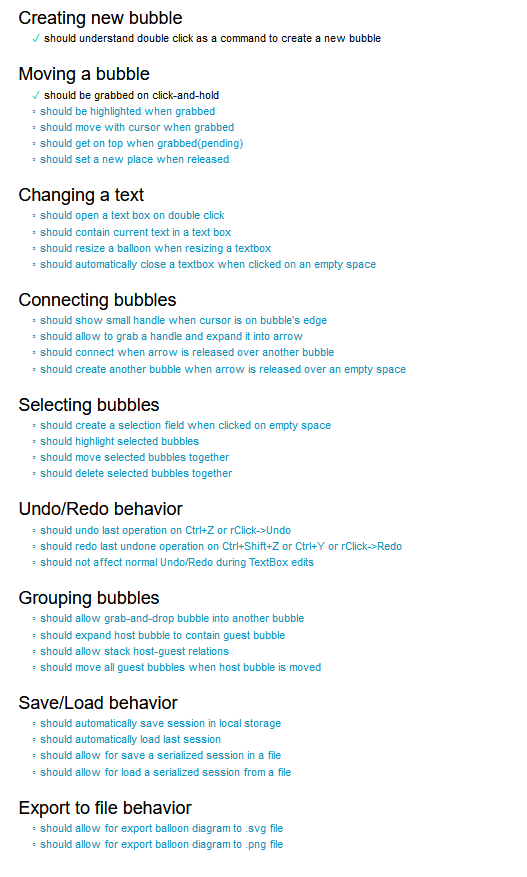 Creating new bubble
✓ should understand double click as a command to create a new bubble
Moving a bubble
✓ should be grabbed on click-and-hold
◦ should be highlighted when grabbed
◦ should move with cursor when grabbed
◦ should get on top when grabbed(pending)
◦ should set a new place when released
Changing a text
◦ should open a text box on double click
◦ should contain current text in a text box
◦ should resize a balloon when resizing a textbox
◦ should automatically close a textbox when clicked on an empty space
Connecting bubbles
◦ should show small handle when cursor is on bubble's edge
◦ should allow to grab a handle and expand it into arrow
◦ should connect when arrow is released over another bubble
◦ should create another bubble when arrow is released over an empty space
Selecting bubbles
◦ should create a selection field when clicked on empty space
◦ should highlight selected bubbles
◦ should move selected bubbles together
◦ should delete selected bubbles together
Undo/Redo behavior
◦ should undo last operation on Ctrl+Z or rClick->Undo
◦ should redo last undone operation on Ctrl+Shift+Z or Ctrl+Y or rClick->Redo
◦ should not affect normal Undo/Redo during TextBox edits
Grouping bubbles
◦ should allow grab-and-drop bubble into another bubble
◦ should expand host bubble to contain guest bubble
◦ should allow stack host-guest relations
◦ should move all guest bubbles when host bubble is moved
Save/Load behavior
◦ should automatically save session in local storage
◦ should automatically load last session
◦ should allow for save a serialized session in a file
◦ should allow for load a serialized session from a file
Export to file behavior
◦ should allow for export balloon diagram to .svg file
◦ should allow for export balloon diagram to .png file